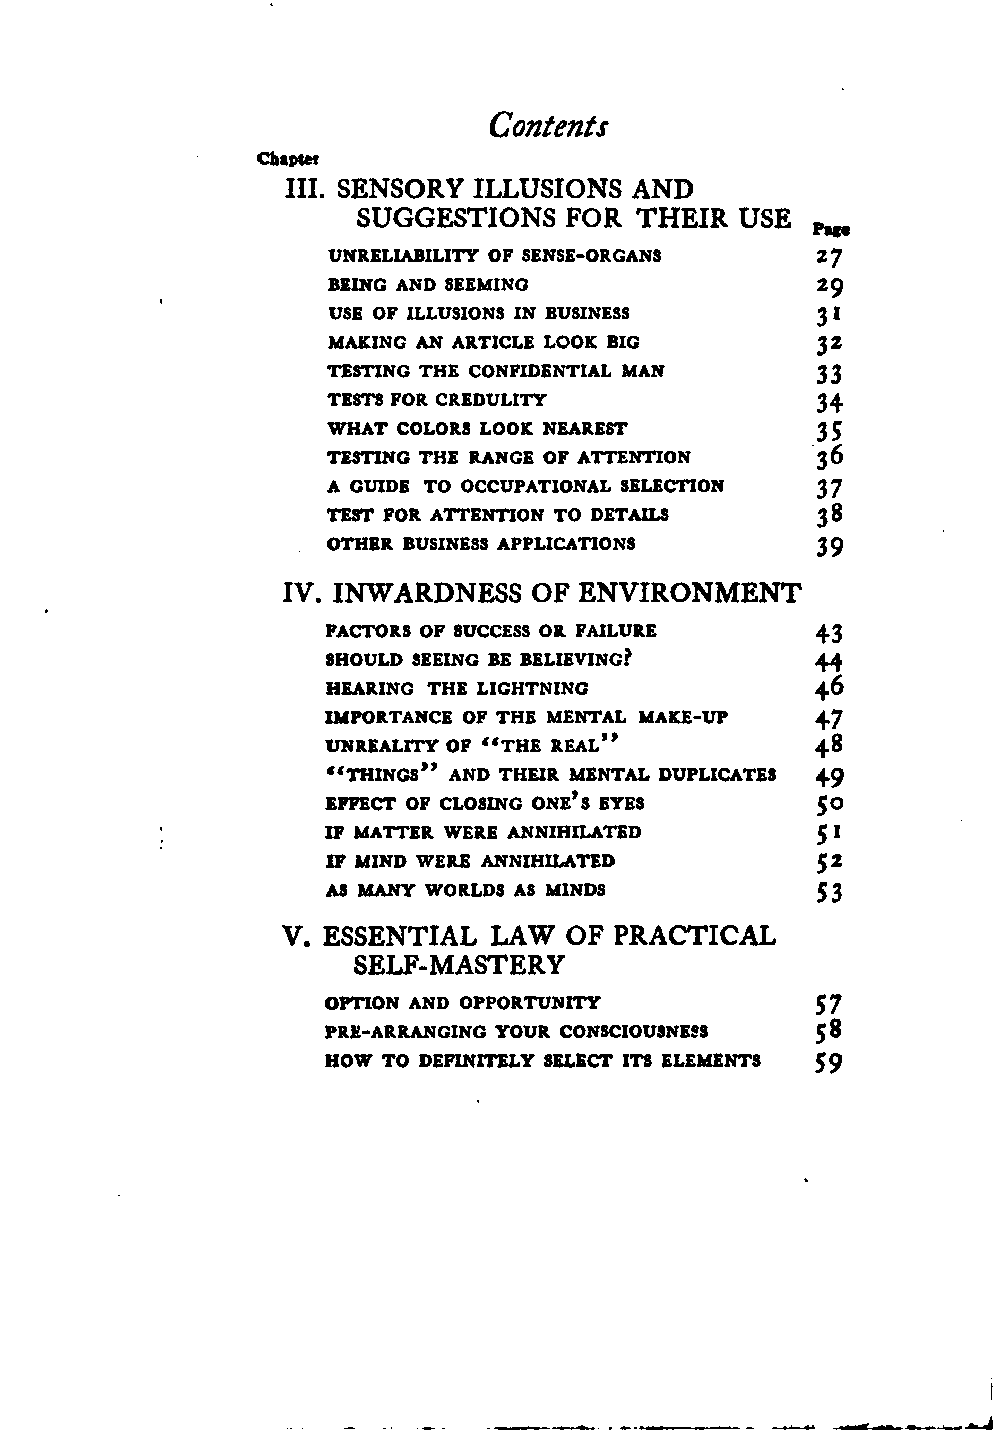 Contents
Chapter
III. SENSORY ILLUSIONS AND
SUGGESTIONS FOR THEIR USE Page
UNRELIABILITY OF SENSE-ORGANS 27
BEING AND SEEMING 29
USE OF ILLUSIONS IN BUSINESS 31
MAKING AN ARTICLE LOOK BIG 32
TESTING THE CONFIDENTIAL MAN 33
TESTS FOR CREDULITY 34
WHAT COLORS LOOK NEAREST 35
TESTING THE RANGE OF ATTENTION 36
A GUIDE TO OCCUPATIONAL SELECTION 37
TEST FOR ATTENTION TO DETAILS 38
OTHER BUSINESS APPLICATIONS 39
IV. INWARDNESS OF ENVIRONMENT
FACTORS OF SUCCESS OR FAILURE 43
SHOULD SEEING BE BELIEVING? 44
HEARING THE LIGHTNING 46
IMPORTANCE OF THE MENTAL MAKE-UP 47
UNREALITY OF “THE REAL” 48
“THINGS” AND THEIR MENTAL DUPLICATES 49
EFFECT OF CLOSING ONE'S EYES 50
IF MATTER WERE ANNIHILATED 51
IF MIND WERE ANNIHILATED 52
AS MANY WORLDS AS MINDS 53
V. ESSENTIAL LAW OF PRACTICAL
SELF-MASTERY
OPTION AND OPPORTUNITY 57
PRE-ARRANGING YOUR CONSCIOUSNESS 58
HOW TO DEFINITELY SELECT ITS ELEMENTS 59